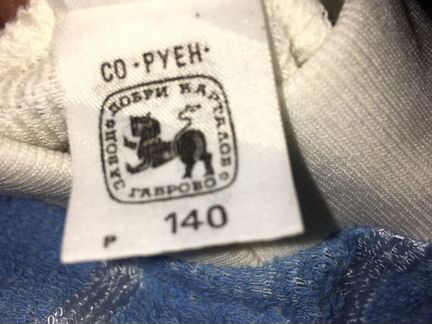 СО·РУЕН·
ЗАВОД „ДОБРИ КАРТАЛОВ“
ГАБРОВО
Р 140